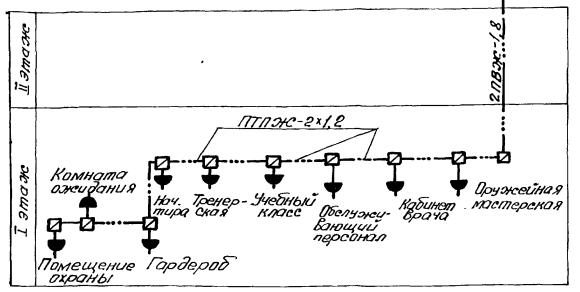 II этаж
2ПВЖ-1,8
ПТПЖ-2×1,2
Комната
ожидания
I этаж
Нач.
тира
Тренер-
ская
Учебный
класс
Обслужи-
вающий
персонал
Кабинет
врача
Оружейная
мастерская
Помещение
охраны
Гардероб